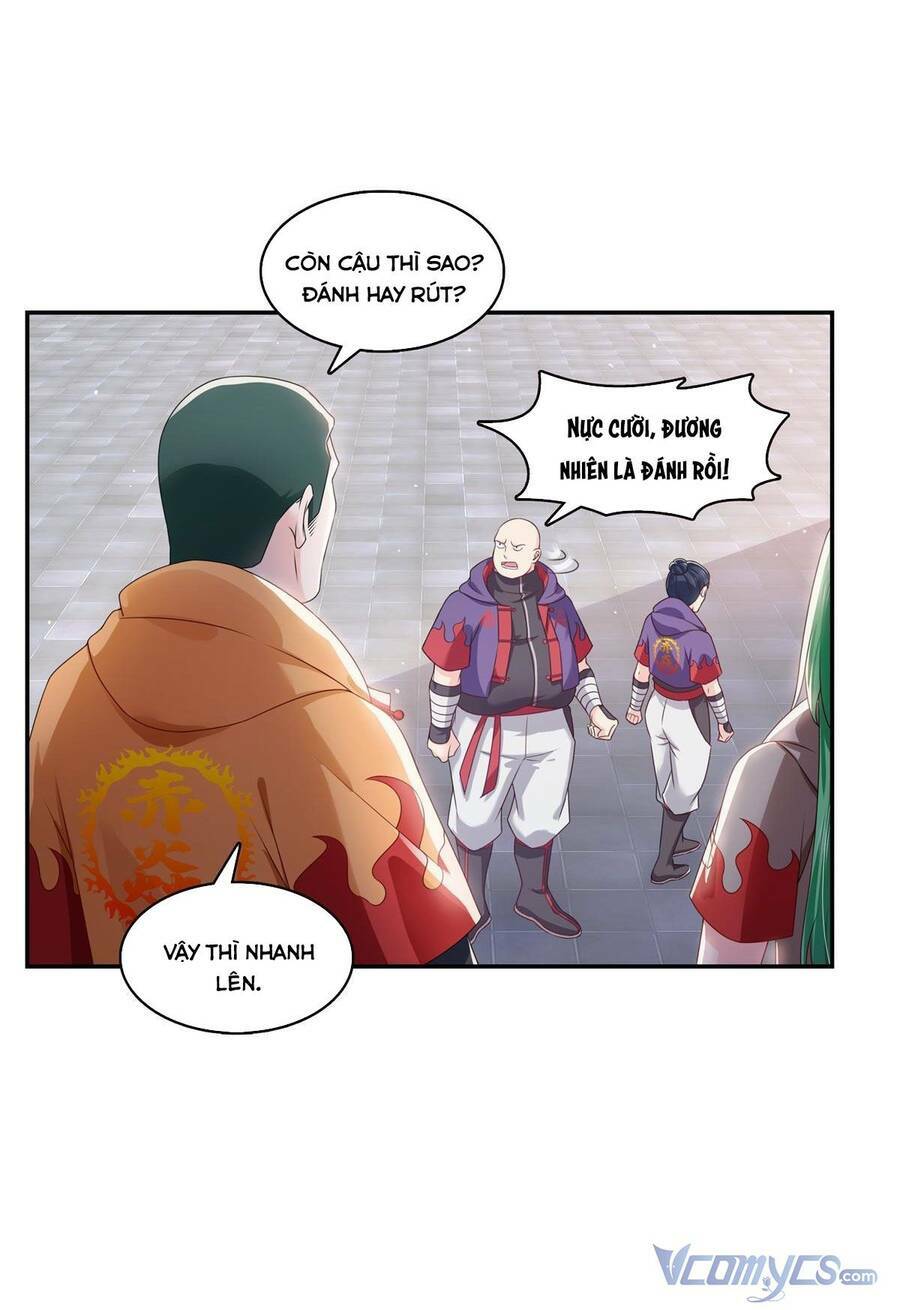 CÒN CẬU THÌ SAO?
ĐÁNH HAY RÚT?
NỰC CƯỜI, ĐƯƠNG
NHIÊN LÀ ĐÁNH RỒI!
赤炎
VẬY THÌ NHANH
LÊN.
VCOMYCS.COM